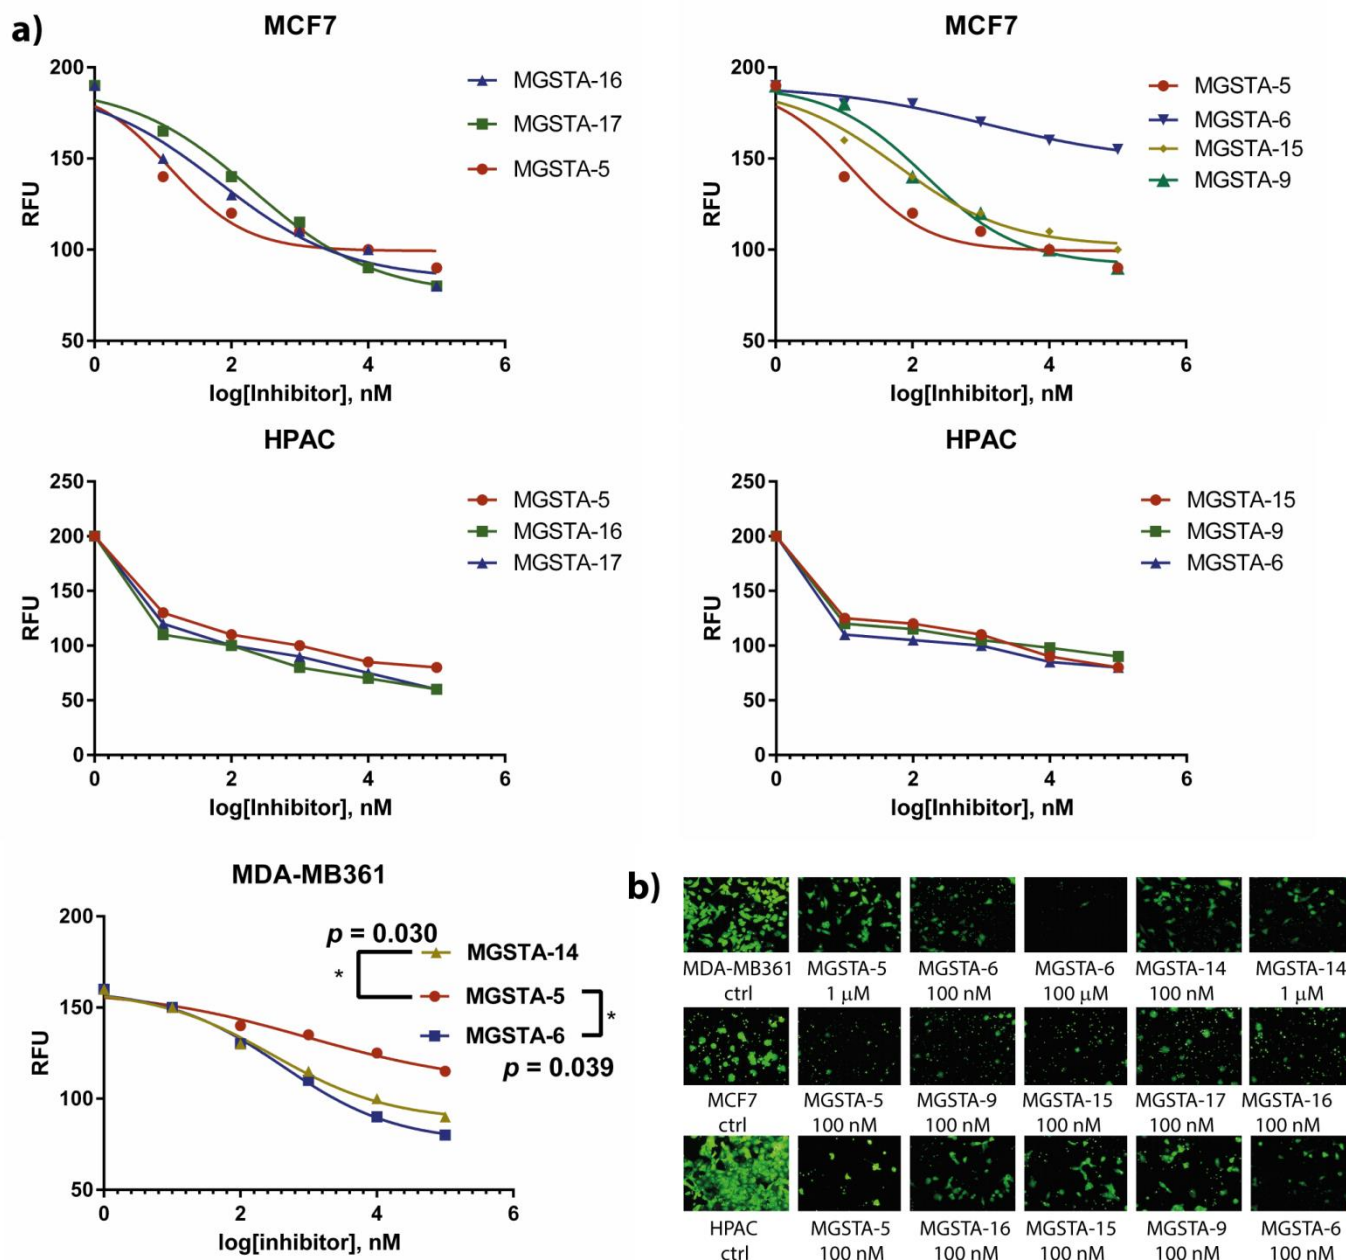 a)
MCF7
200
150
100
50
RFU
0
2
4
6
log[Inhibitor], nM
MGSTA-16
MGSTA-17
MGSTA-5
MCF7
200
150
100
50
RFU
0
2
4
6
log[Inhibitor], nM
MGSTA-5
MGSTA-6
MGSTA-15
MGSTA-9
HPAC
250
200
150
100
50
0
RFU
0
2
4
6
log[Inhibitor], nM
MGSTA-5
MGSTA-16
MGSTA-17
HPAC
250
200
150
100
50
0
RFU
0
2
4
6
log[Inhibitor], nM
MGSTA-15
MGSTA-9
MGSTA-6
MDA-MB361
200
150
100
50
RFU
0
2
4
6
log[inhibitor], nM
p = 0.030
*
MGSTA-14
MGSTA-5
MGSTA-6
*
p = 0.039
b)
MDA-MB361 ctrl
MGSTA-5 1 μM
MGSTA-6 100 nM
MGSTA-6 100 μM
MGSTA-14 100 nM
MGSTA-14 1 μM
MCF7 ctrl
MGSTA-5 100 nM
MGSTA-9 100 nM
MGSTA-15 100 nM
MGSTA-17 100 nM
MGSTA-16 100 nM
HPAC ctrl
MGSTA-5 100 nM
MGSTA-16 100 nM
MGSTA-15 100 nM
MGSTA-9 100 nM
MGSTA-6 100 nM